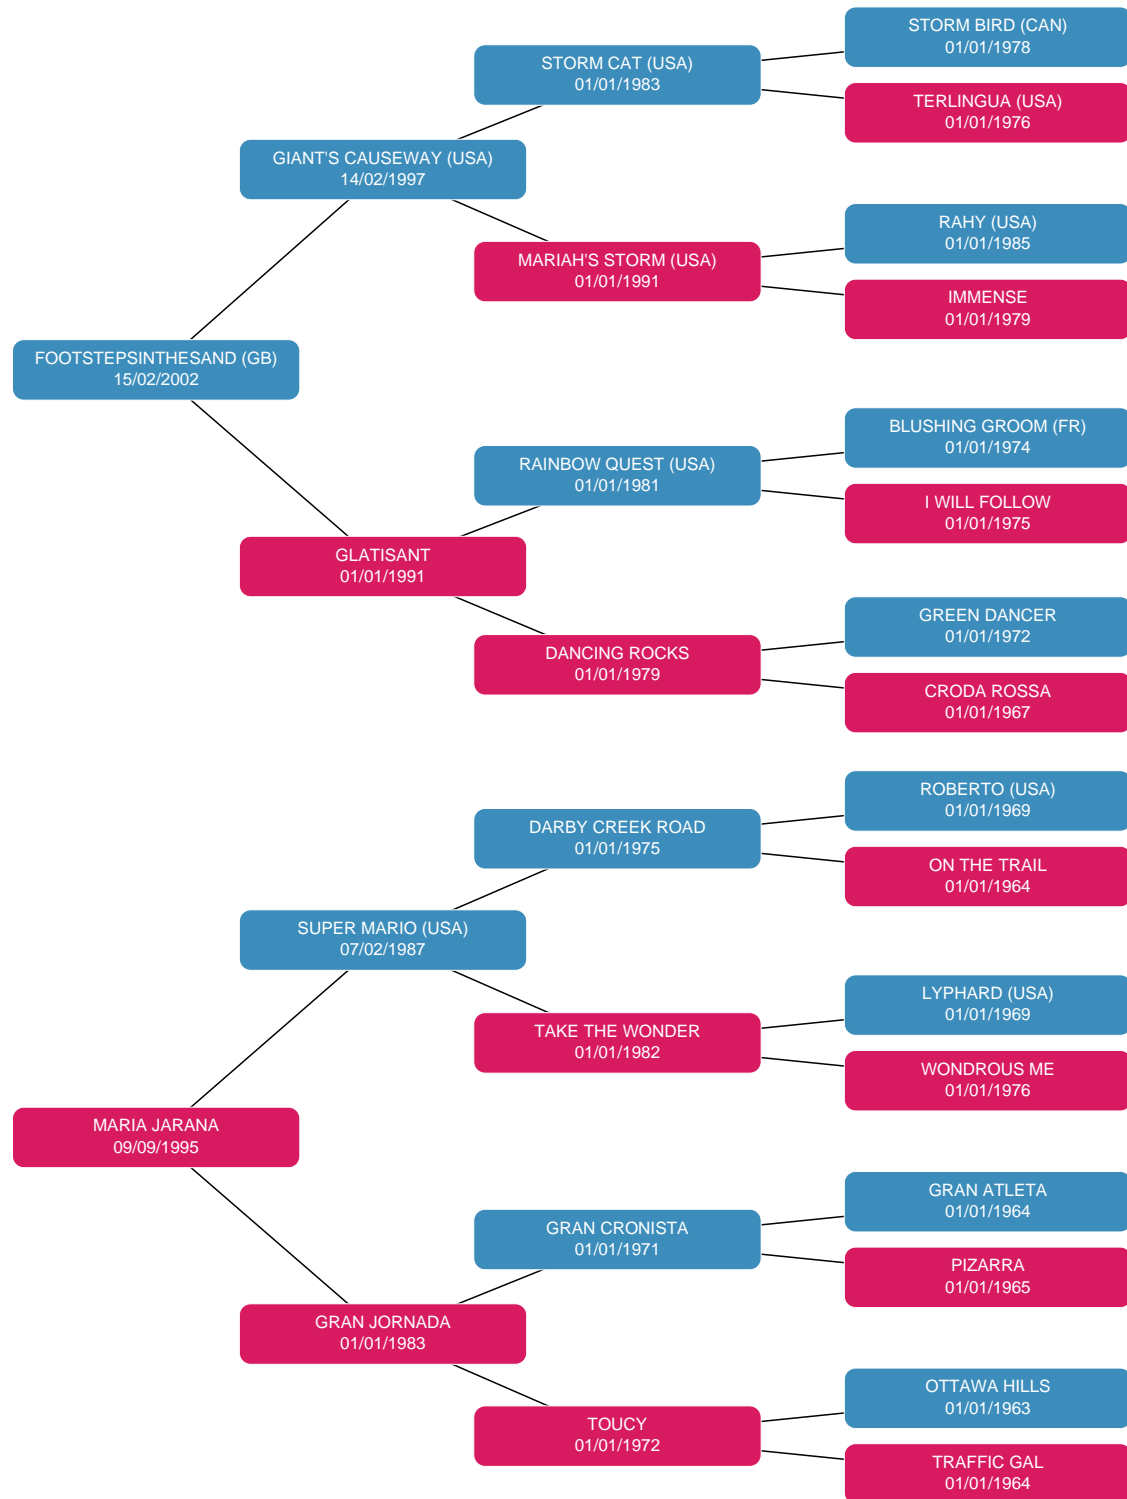 STORM BIRD (CAN)
01/01/1978
STORM CAT (USA)
01/01/1983
TERLINGUA (USA)
01/01/1976
GIANT'S CAUSEWAY (USA)
14/02/1997
RAHY (USA)
01/01/1985
MARIAH'S STORM (USA)
01/01/1991
IMMENSE
01/01/1979
FOOTSTEPSINTHESAND (GB)
15/02/2002
BLUSHING GROOM (FR)
01/01/1974
RAINBOW QUEST (USA)
01/01/1981
I WILL FOLLOW
01/01/1975
GLATISANT
01/01/1991
GREEN DANCER
01/01/1972
DANCING ROCKS
01/01/1979
CRODA ROSSA
01/01/1967
ROBERTO (USA)
01/01/1969
DARBY CREEK ROAD
01/01/1975
ON THE TRAIL
01/01/1964
SUPER MARIO (USA)
07/02/1987
LYPHARD (USA)
01/01/1969
TAKE THE WONDER
01/01/1982
WONDROUS ME
01/01/1976
MARIA JARANA
09/09/1995
GRAN ATLETA
01/01/1964
GRAN CRONISTA
01/01/1971
PIZARRA
01/01/1965
GRAN JORNADA
01/01/1983
OTTAWA HILLS
01/01/1963
TOUCY
01/01/1972
TRAFFIC GAL
01/01/1964